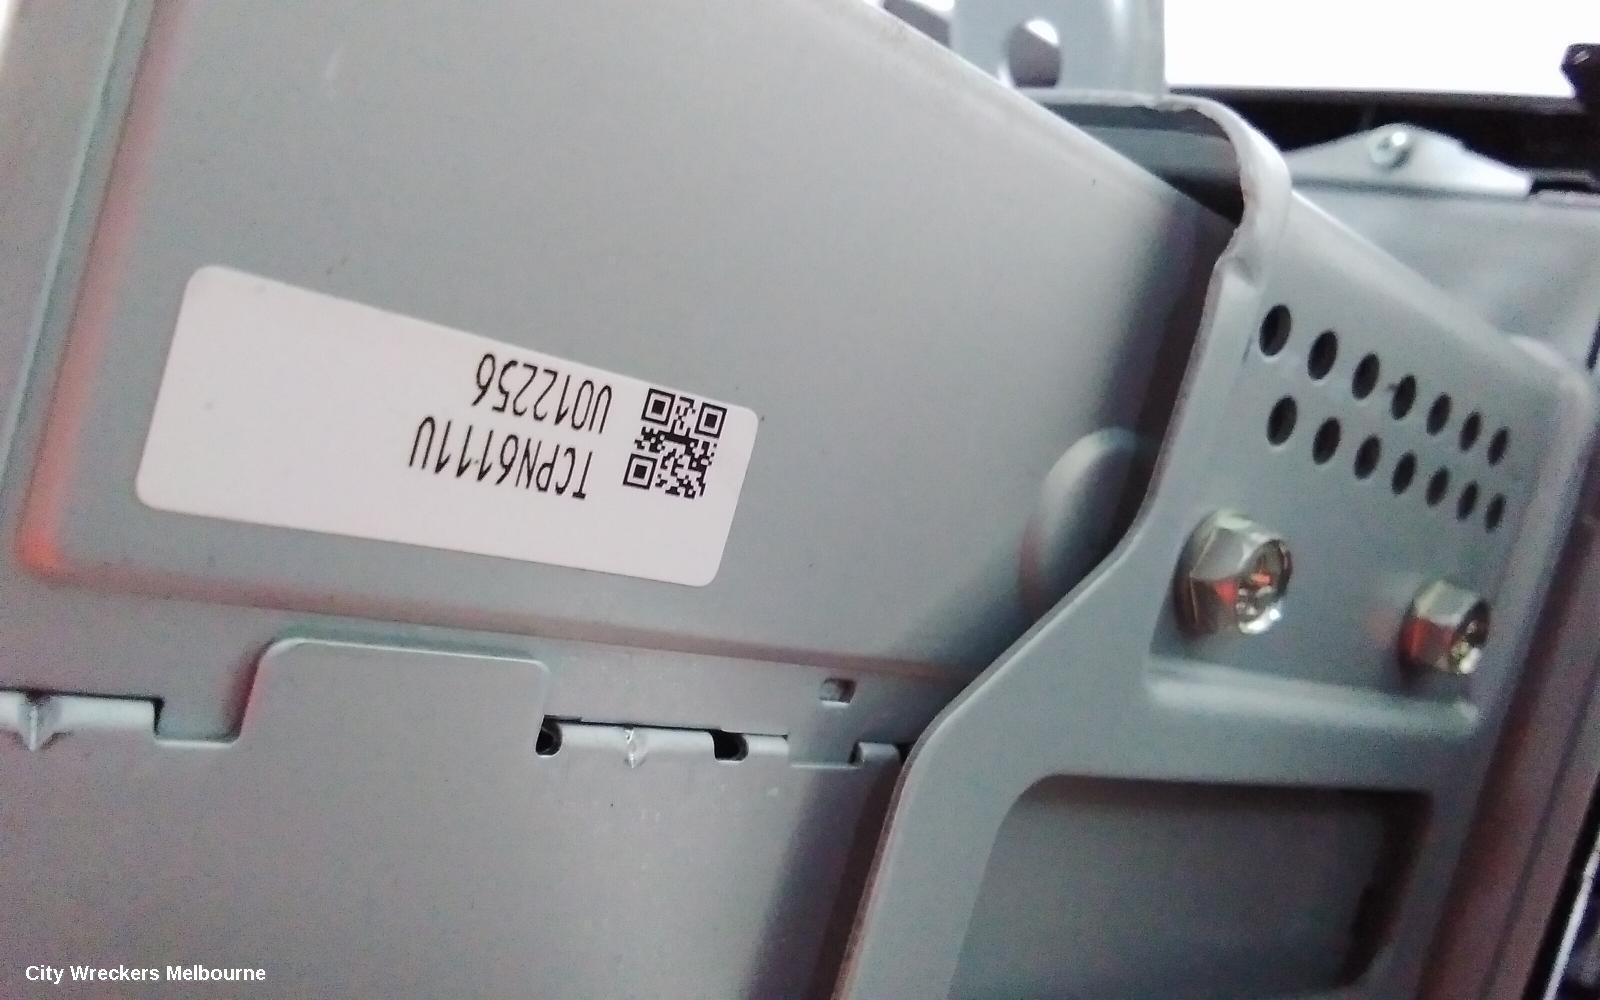 TCPN6111U
U012256
City Wreckers Melbourne